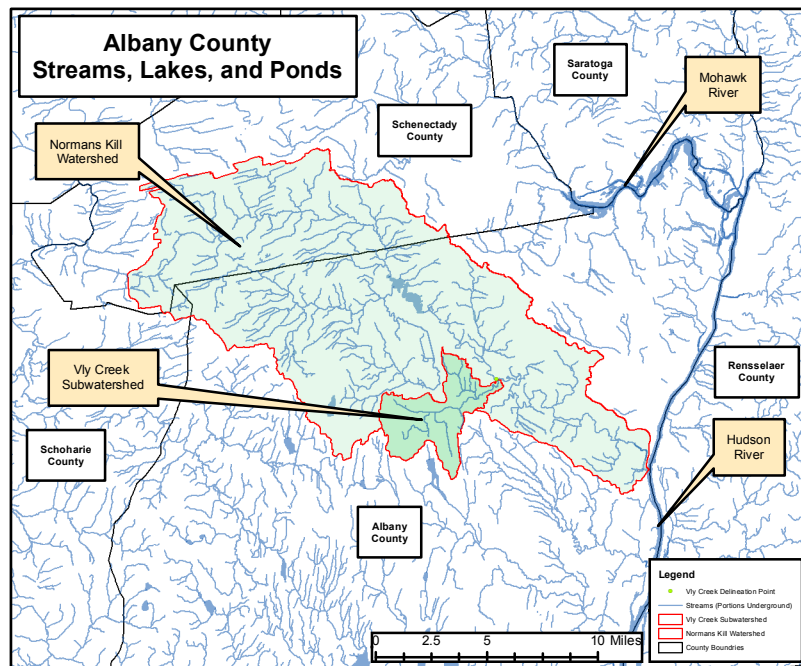 Albany County
Streams, Lakes, and Ponds
Saratoga
County
Mohawk
River
Schenectady
County
Normans Kill
Watershed
Vly Creek
Subwatershed
Rensselaer
County
Schoharie
County
Hudson
River
Albany
County
Legend
Vly Creek Delineation Point
Streams (Portions Underground)
Vly Creek Subwatershed
Normans Kill Watershed
County Boundries
0 2.5 5 10 Miles